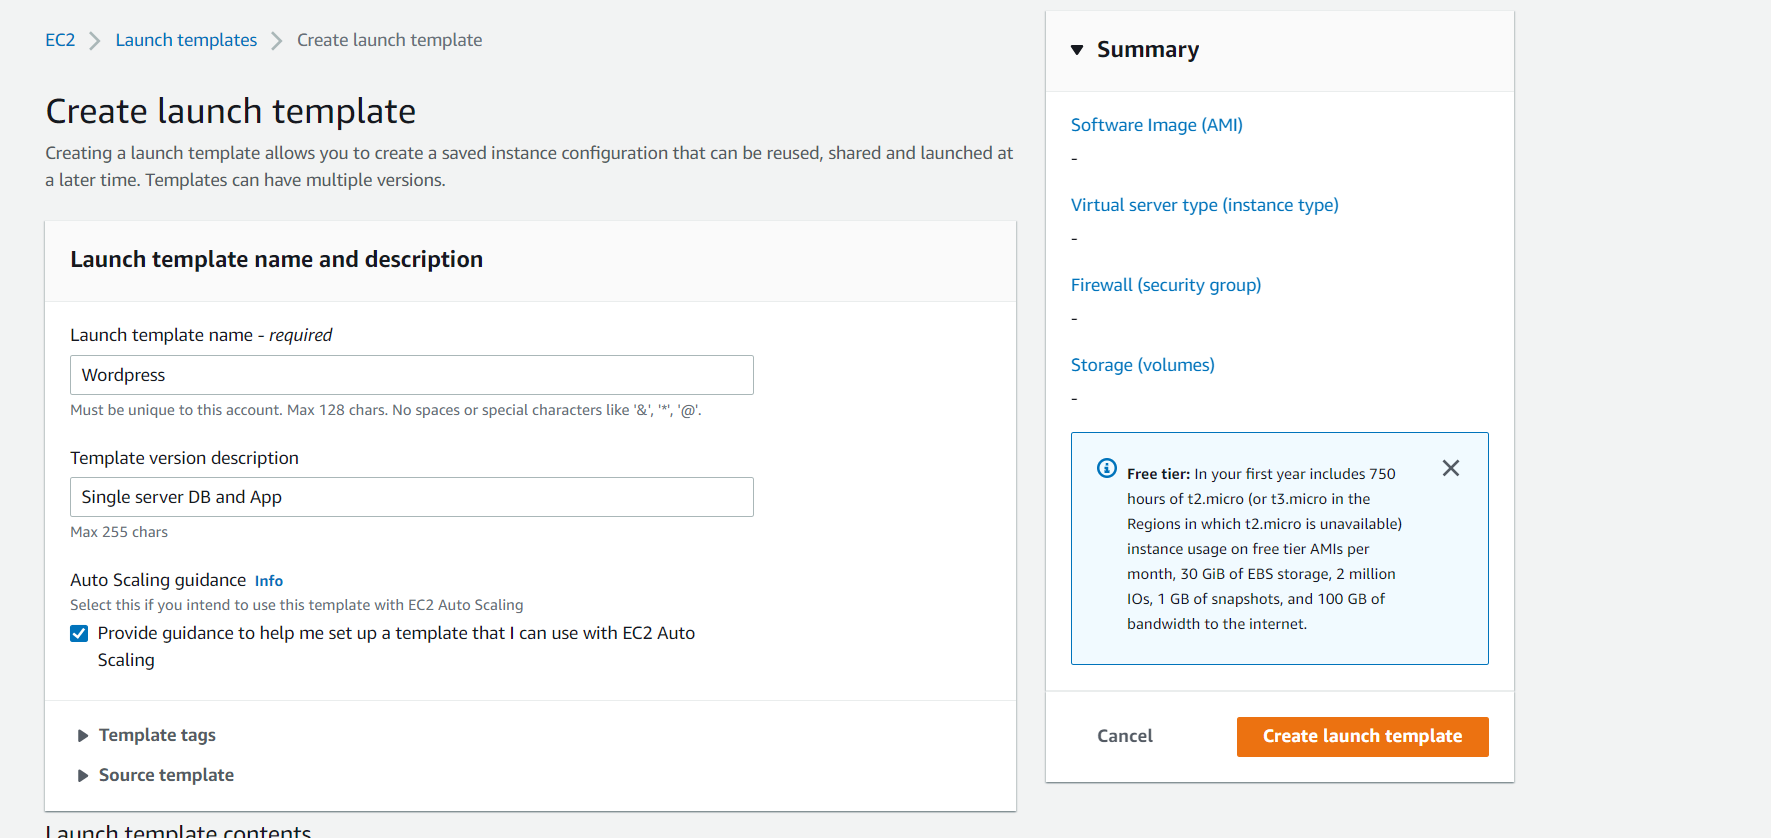 EC2 > Launch templates > Create launch template
Create launch template
Creating a launch template allows you to create a saved instance configuration that can be reused, shared and launched at
a later time. Templates can have multiple versions.
Launch template name and description
Launch template name - required
Wordpress
Must be unique to this account. Max 128 chars. No spaces or special characters like '&', '*', '@'.
Template version description
Single server DB and App
Max 255 chars
Auto Scaling guidance Info
Select this if you intend to use this template with EC2 Auto Scaling
Provide guidance to help me set up a template that I can use with EC2 Auto
Scaling
Template tags
Source template
Launch template contents
Summary
Software Image (AMI)
-
Virtual server type (instance type)
-
Firewall (security group)
-
Storage (volumes)
-
Free tier: In your first year includes 750
hours of t2.micro (or t3.micro in the
Regions in which t2.micro is unavailable)
instance usage on free tier AMIs per
month, 30 GiB of EBS storage, 2 million
IOs, 1 GB of snapshots, and 100 GB of
bandwidth to the internet.
Cancel
Create launch template